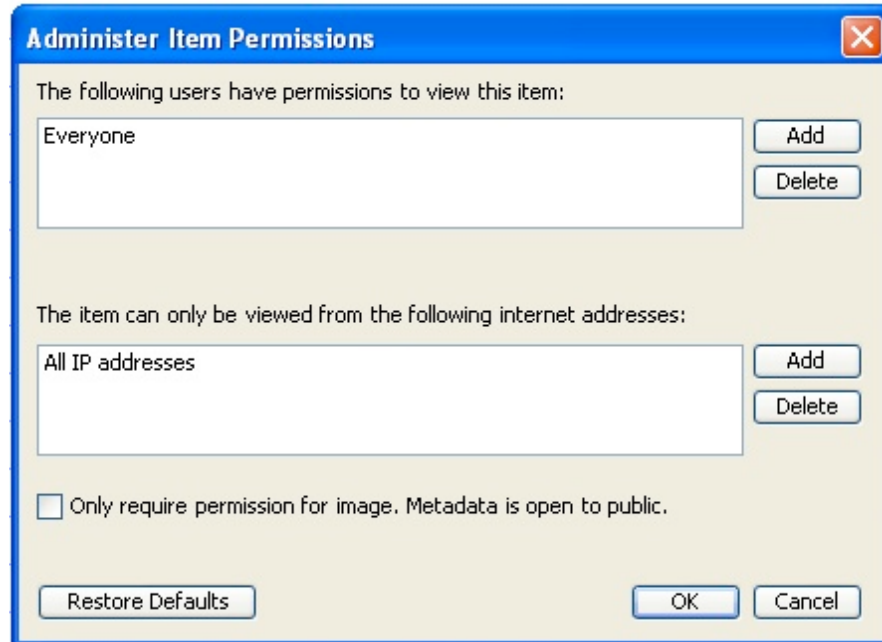 Administer Item Permissions
The following users have permissions to view this item:
Everyone
Add
Delete
The item can only be viewed from the following internet addresses:
All IP addresses
Add
Delete
Only require permission for image. Metadata is open to public.
Restore Defaults
OK
Cancel